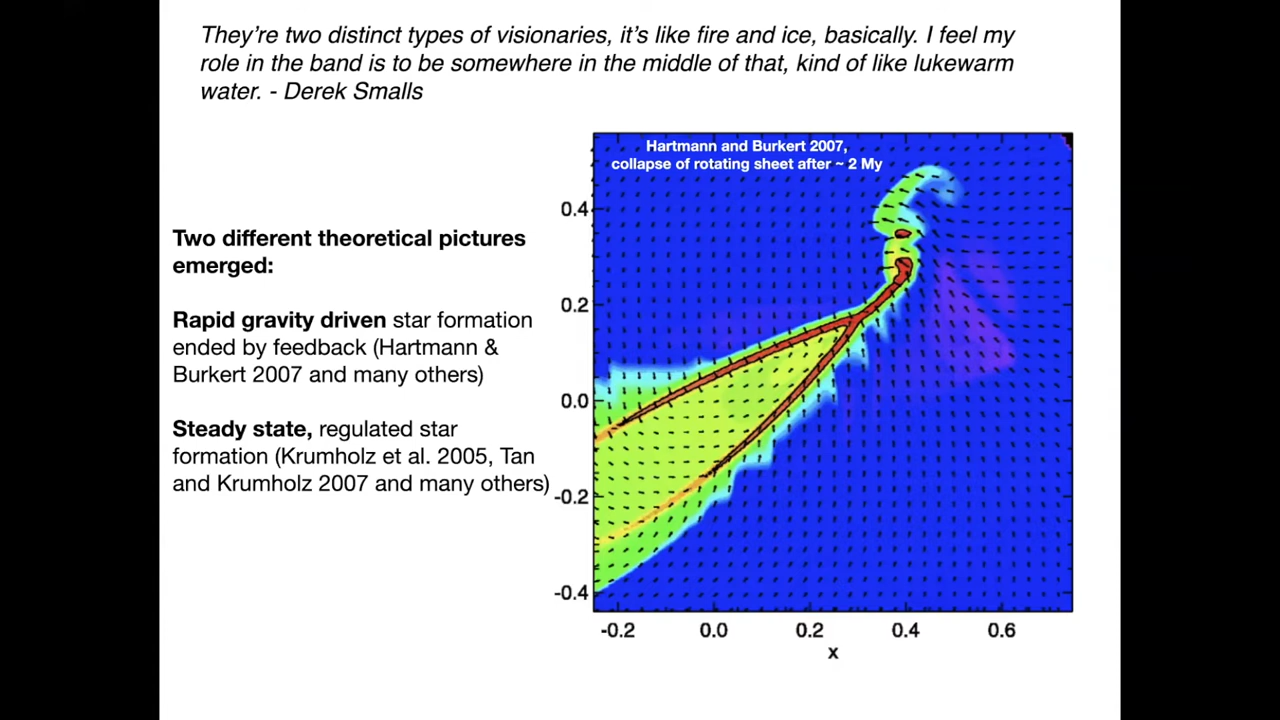 They're two distinct types of visionaries, it's like fire and ice, basically. I feel my
role in the band is to be somewhere in the middle of that, kind of like lukewarm
water. - Derek Smalls
Hartmann and Burkert 2007,
collapse of rotating sheet after ~ 2 My
Two different theoretical pictures
emerged:
Rapid gravity driven star formation
ended by feedback (Hartmann &
Burkert 2007 and many others)
Steady state, regulated star
formation (Krumholz et al. 2005, Tan
and Krumholz 2007 and many others)
0.4
0.2
0.0
-0.2
-0.4
-0.2 0.0 0.2 0.4 0.6
x